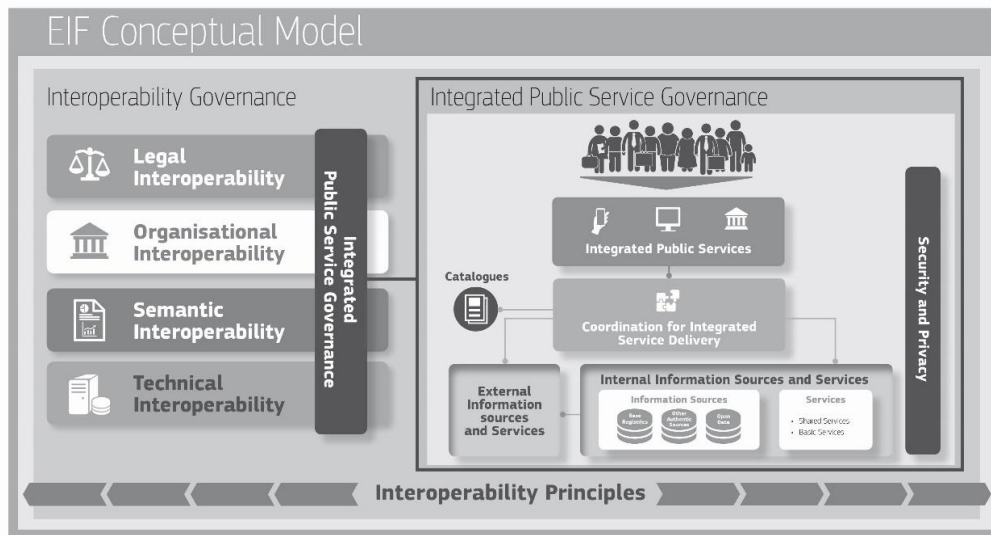 EIF Conceptual Model
Interoperability Governance
Legal
Interoperability
Organisational
Interoperability
Semantic
Interoperability
Technical
Interoperability
Integrated
Public Service Governance
Integrated Public Service Governance
Integrated Public Services
Catalogues
Coordination for Integrated
Service Delivery
External
Information
sources
and Services
Internal Information Sources and Services
Information Sources
Base
Registries
Other
Authentic
Sources
Open
Data
Services
• Shared Services
• Basic Services
Security and Privacy
Interoperability Principles